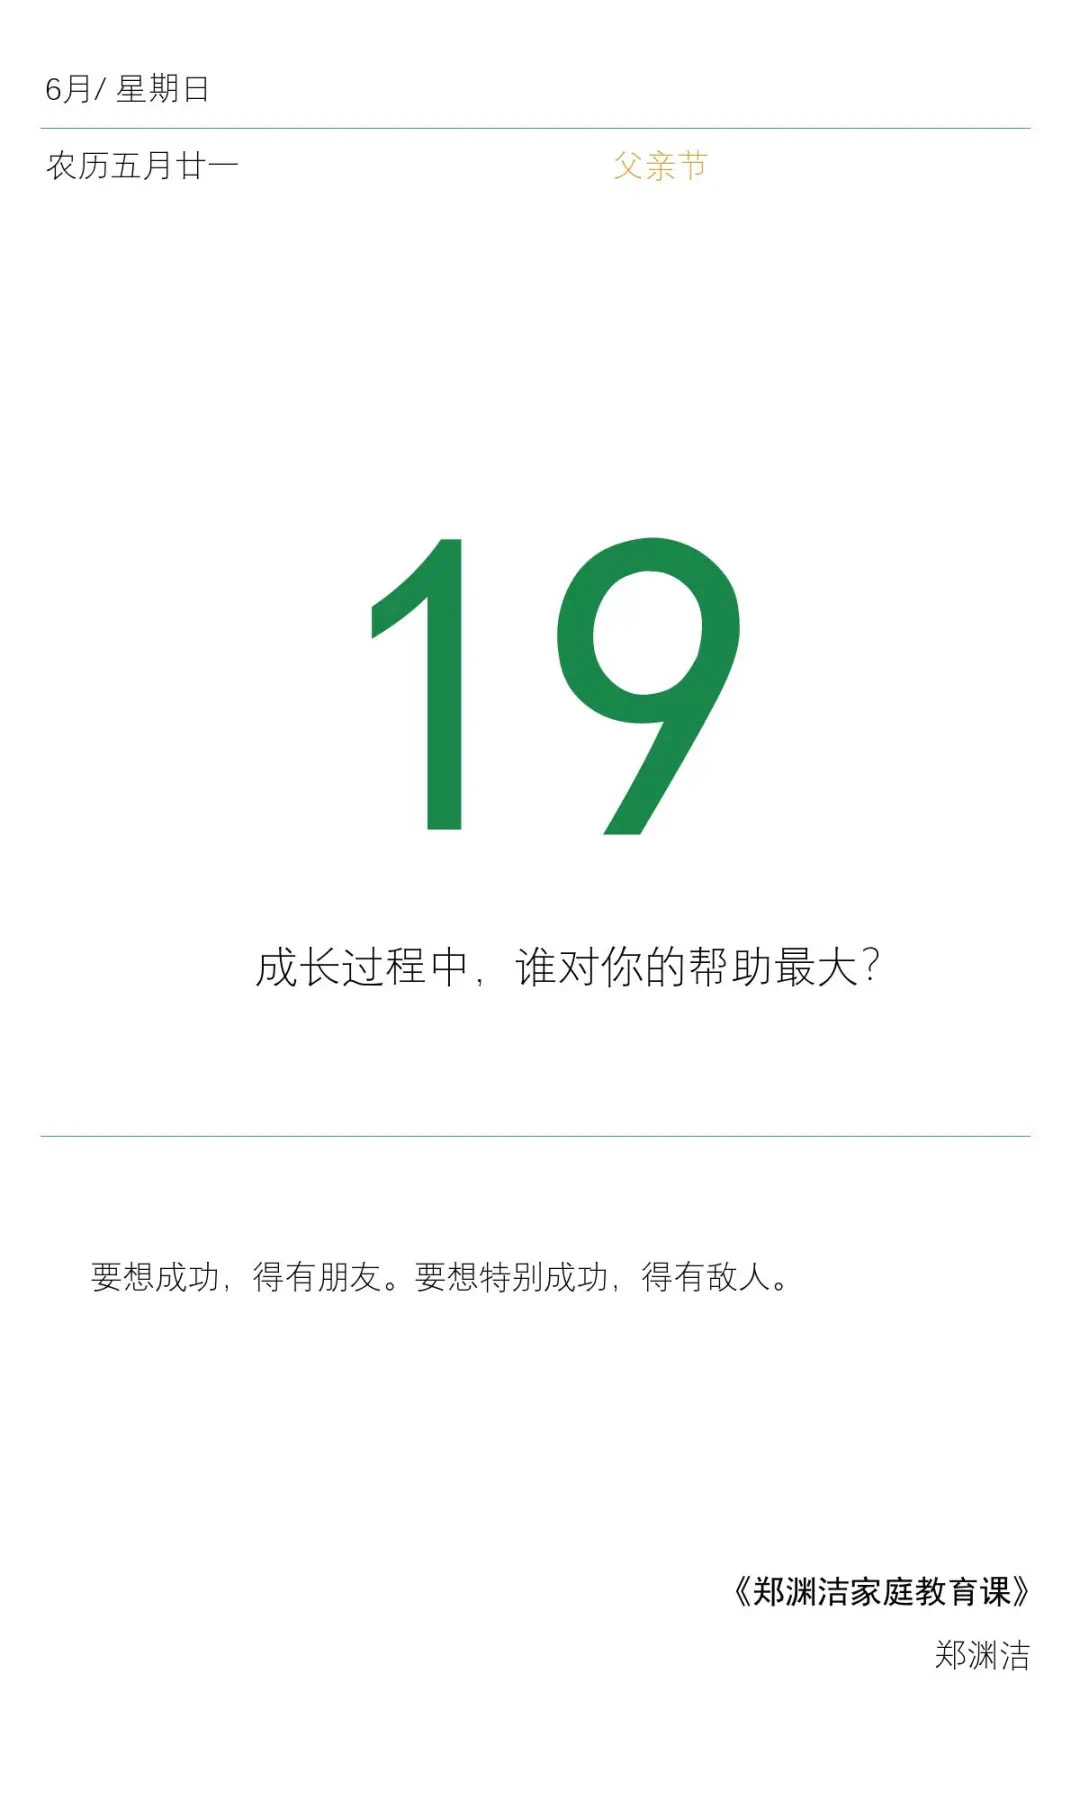 6月/ 星期日
农历五月廿一 父亲节
19
成长过程中，谁对你的帮助最大？
要想成功，得有朋友。要想特别成功，得有敌人。
《郑渊洁家庭教育课》
郑渊洁